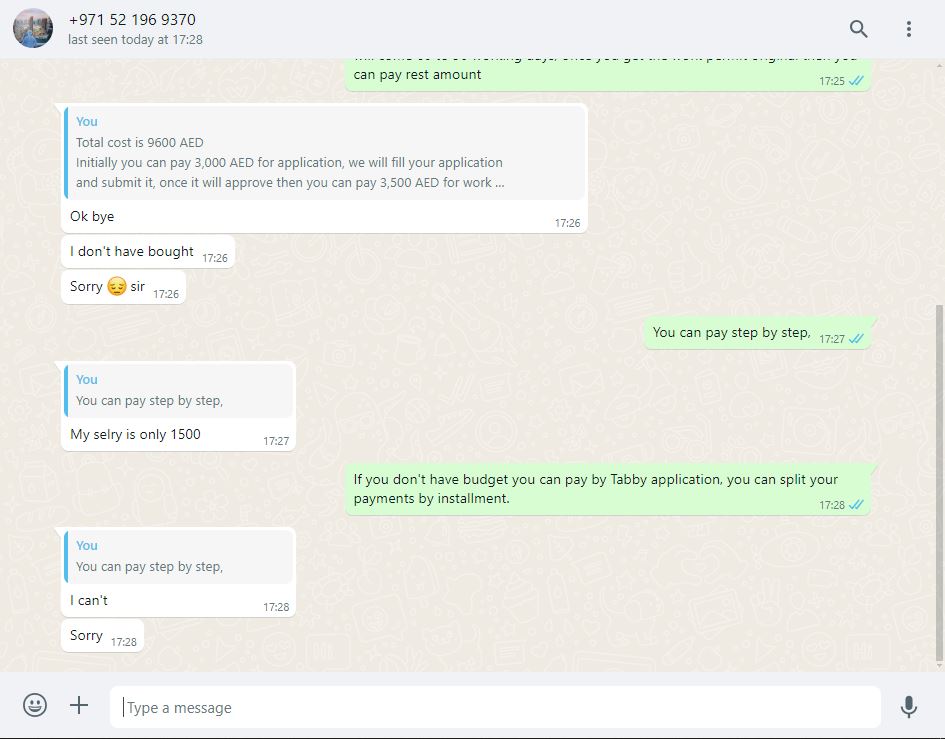 +971 52 196 9370
last seen today at 17:28
can pay rest amount
17:25
You
Total cost is 9600 AED
Initially you can pay 3,000 AED for application, we will fill your application
and submit it, once it will approve then you can pay 3,500 AED for work ...
Ok bye
17:26
I don't have bought 17:26
Sorry 😔 sir 17:26
You can pay step by step, 17:27
You
You can pay step by step,
My selry is only 1500
17:27
If you don't have budget you can pay by Tabby application, you can split your
payments by installment.
17:28
You
You can pay step by step,
I can't
17:28
Sorry 17:28
Type a message